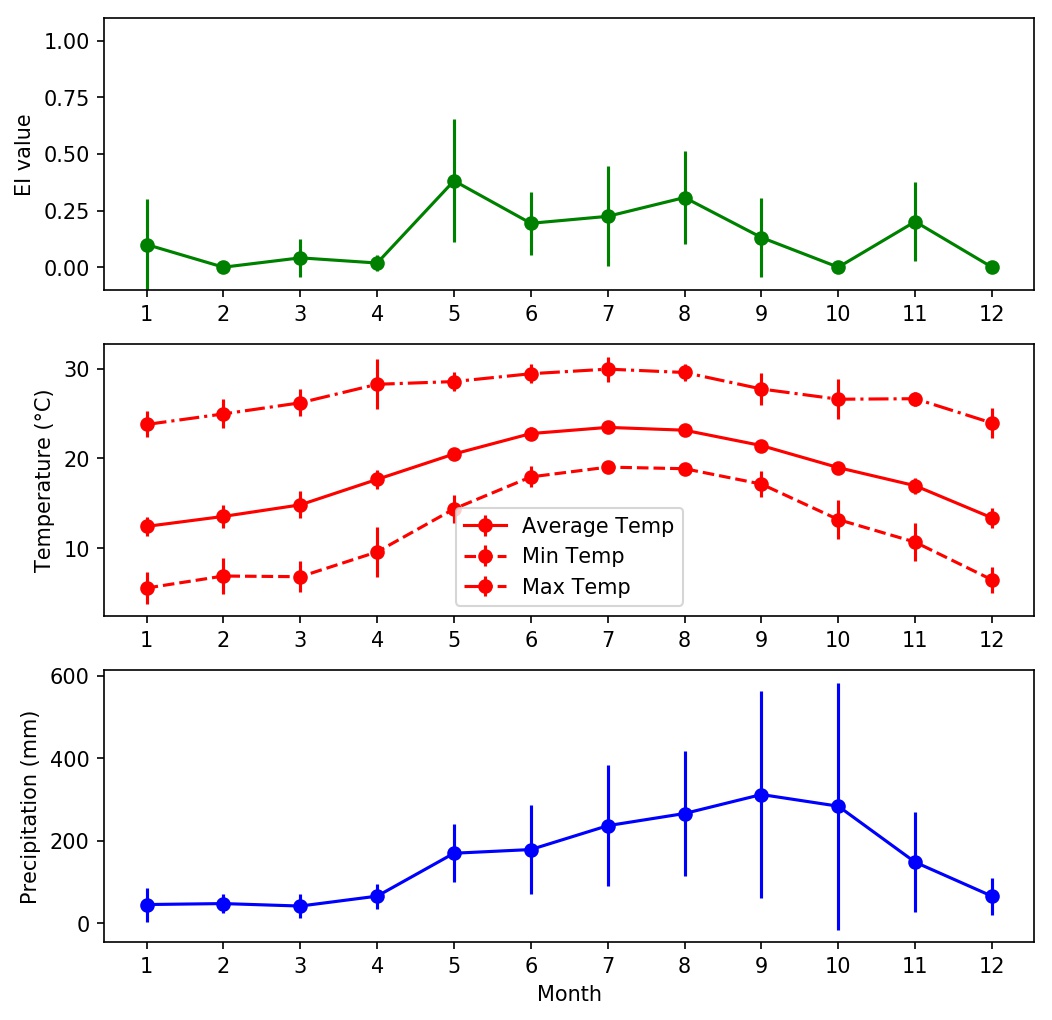 EI value
1.00
0.75
0.50
0.25
0.00
1 2 3 4 5 6 7 8 9 10 11 12
Temperature (°C)
30
20
10
Average Temp
Min Temp
Max Temp
1 2 3 4 5 6 7 8 9 10 11 12
Precipitation (mm)
600
400
200
0
1 2 3 4 5 6 7 8 9 10 11 12
Month